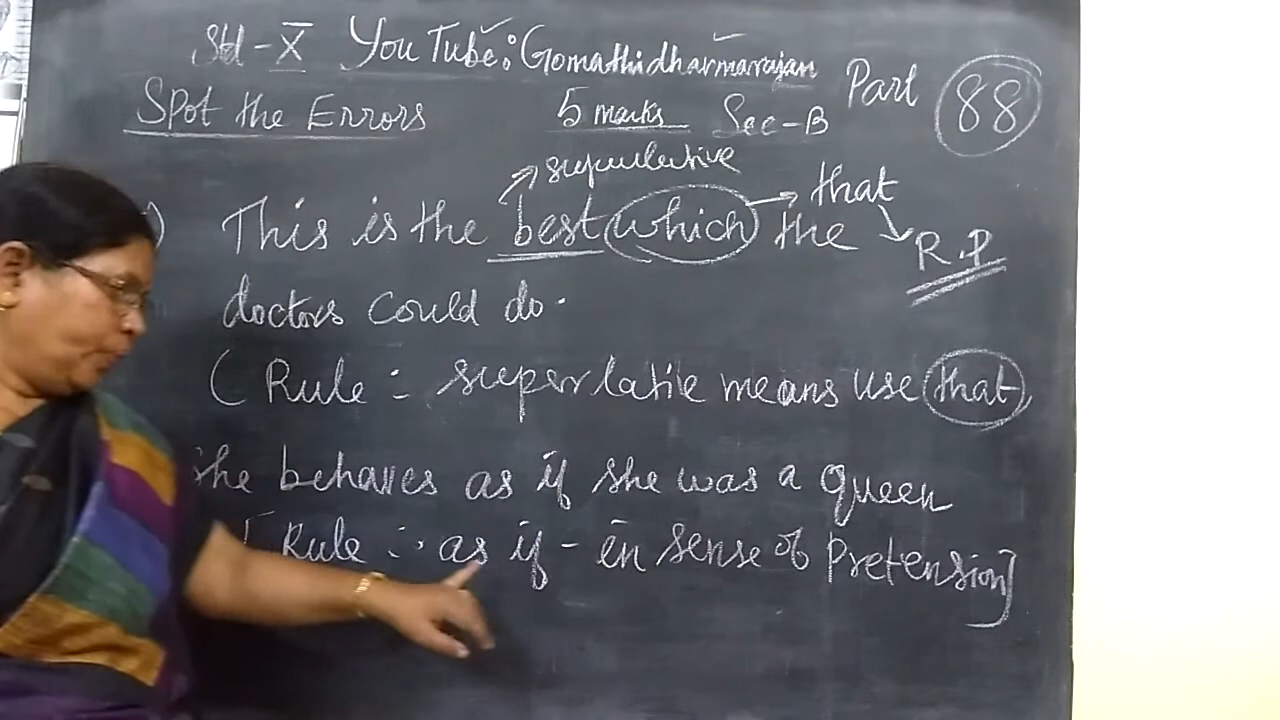 Std - X YouTube: Gomathidharmarajan Part 88
Spot the Errors 5 marks Sec-B
superlative
that
) This is the best which the
R.P
doctors could do.
( Rule :- superlatie means use that,
she behaves as if she was a queen
[ Rule :- as if - in sense of Pretension]